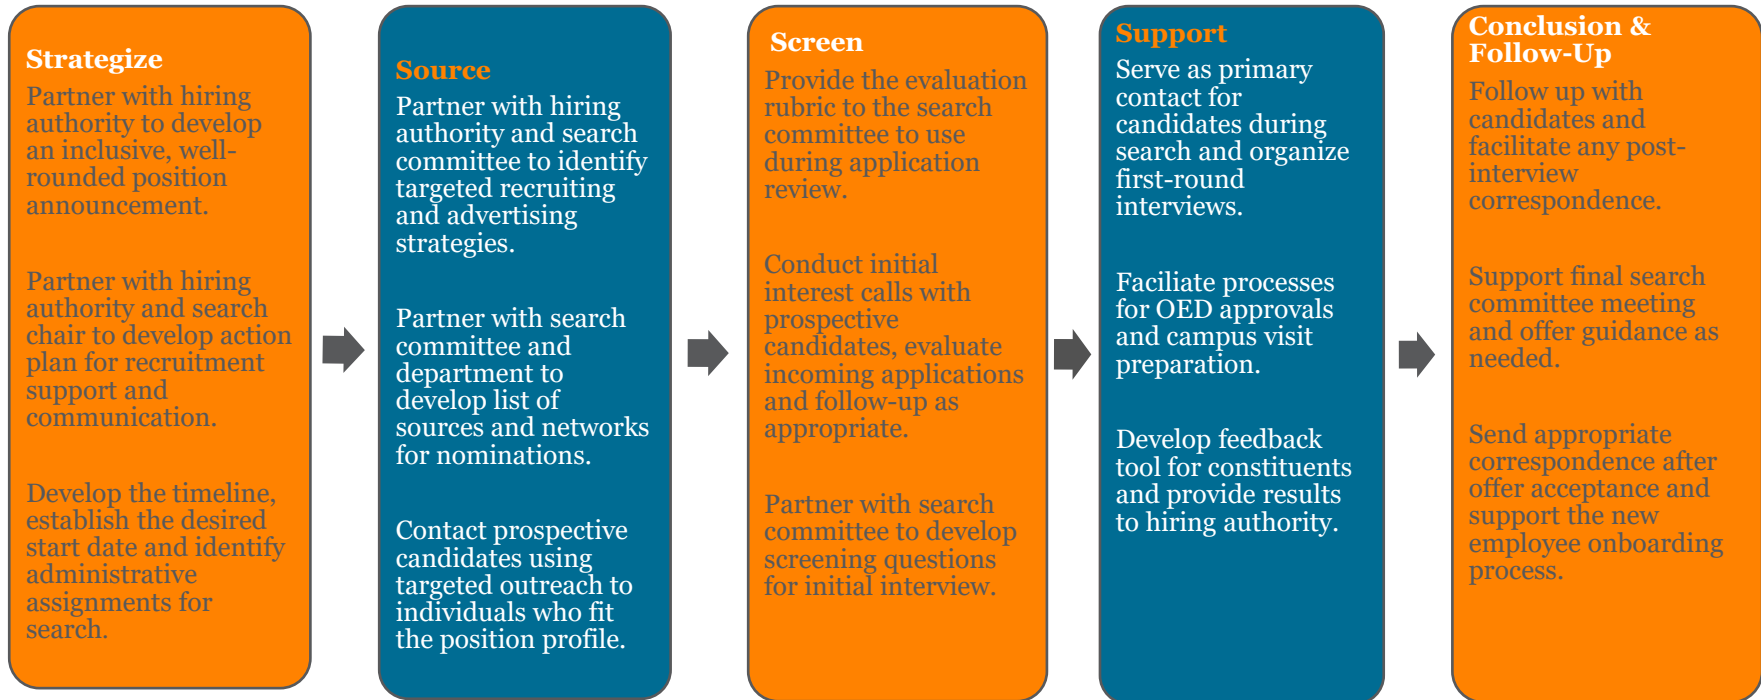 Strategize
Partner with hiring
authority to develop
an inclusive, well-
rounded position
announcement.
Partner with hiring
authority and search
chair to develop action
plan for recruitment
support and
communication.
Develop the timeline,
establish the desired
start date and identify
administrative
assignments for
search.
Source
Partner with hiring
authority and search
committee to identify
targeted recruiting
and advertising
strategies.
Partner with search
committee and
department to
develop list of
sources and networks
for nominations.
Contact prospective
candidates using
targeted outreach to
individuals who fit
the position profile.
Screen
Provide the evaluation
rubric to the search
committee to use
during application
review.
Conduct initial
interest calls with
prospective
candidates, evaluate
incoming applications
and follow-up as
appropriate.
Partner with search
committee to develop
screening questions
for initial interview.
Support
Serve as primary
contact for
candidates during
search and organize
first-round
interviews.
Faciliate processes
for OED approvals
and campus visit
preparation.
Develop feedback
tool for constituents
and provide results
to hiring authority.
Conclusion &
Follow-Up
Follow up with
candidates and
facilitate any post-
interview
correspondence.
Support final search
committee meeting
and offer guidance as
needed.
Send appropriate
correspondence after
offer acceptance and
support the new
employee onboarding
process.